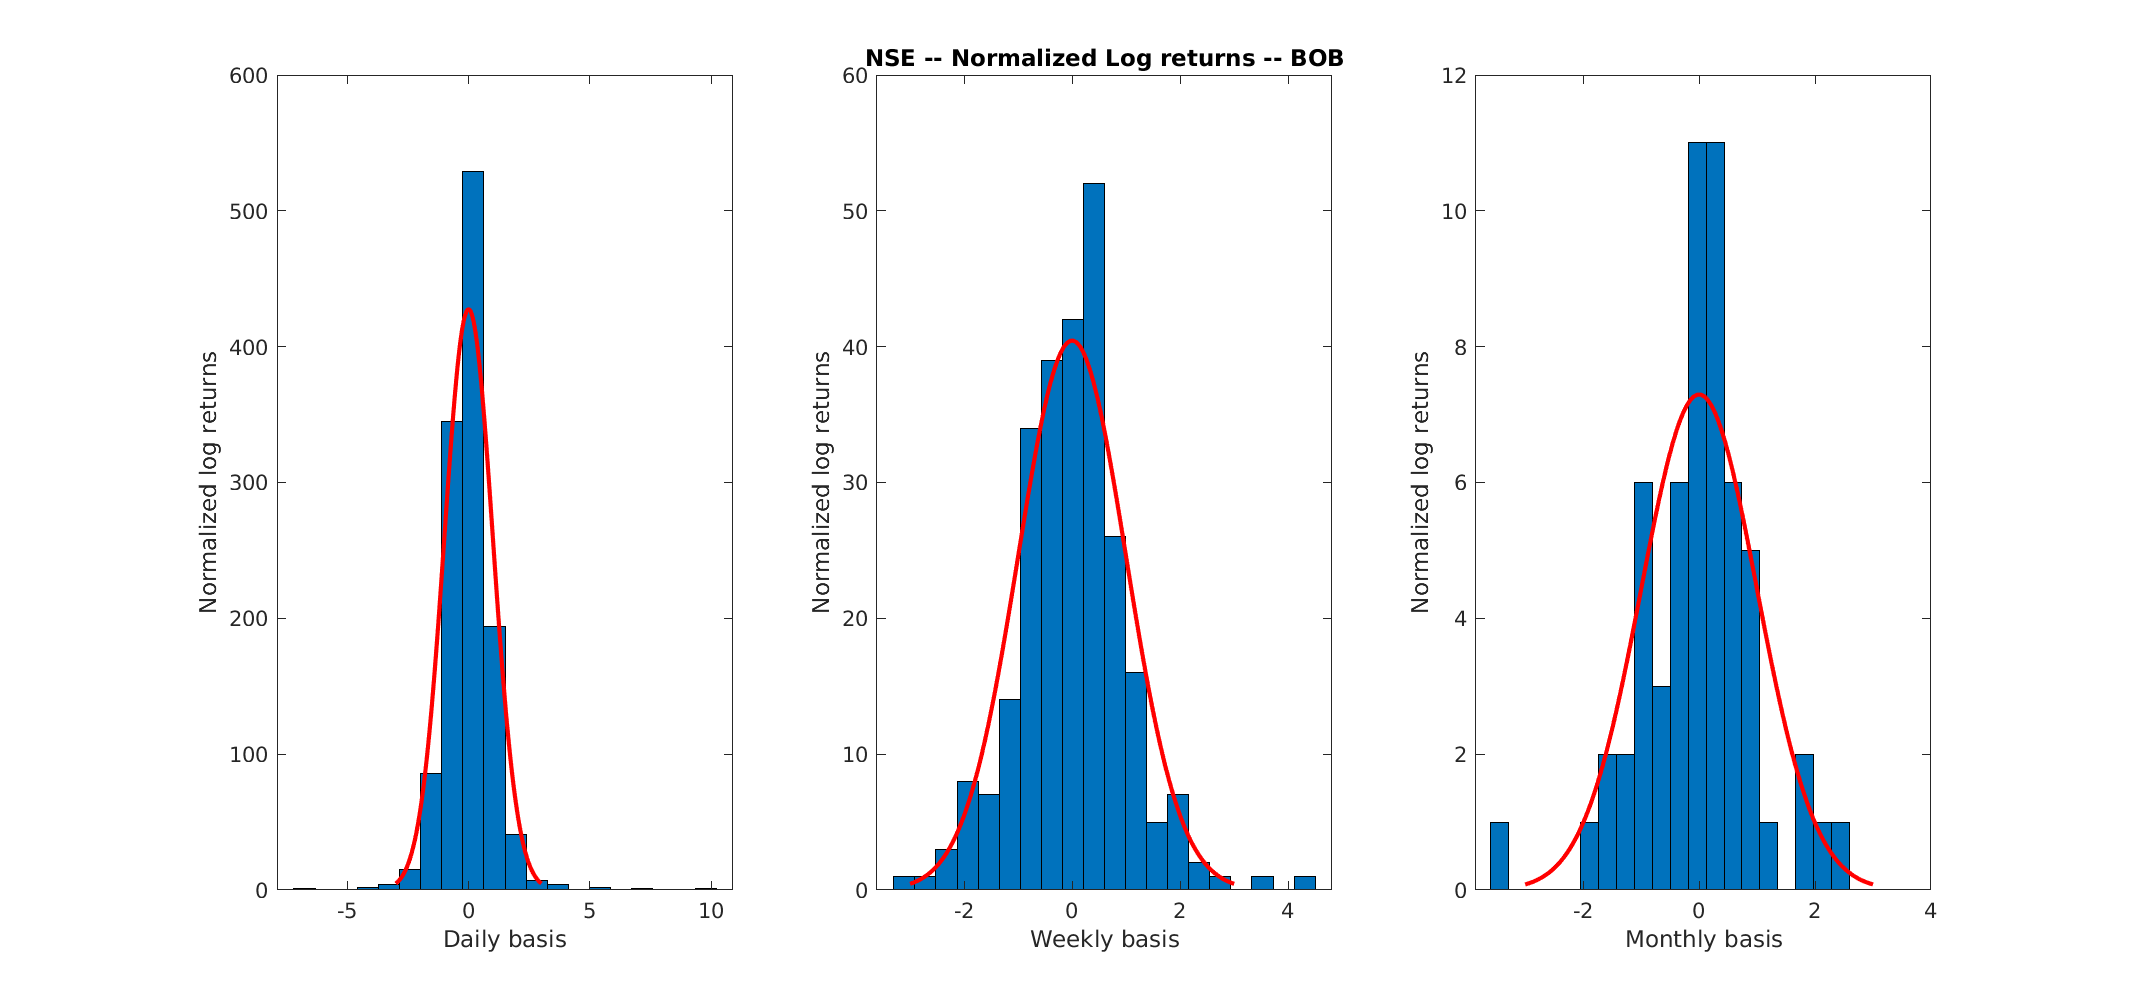 NSE -- Normalized Log returns -- BOB
600
500
400
300
200
100
0
Normalized log returns
-5 0 5 10
Daily basis
60
50
40
30
20
10
0
Normalized log returns
-2 0 2 4
Weekly basis
12
10
8
6
4
2
0
Normalized log returns
-2 0 2 4
Monthly basis